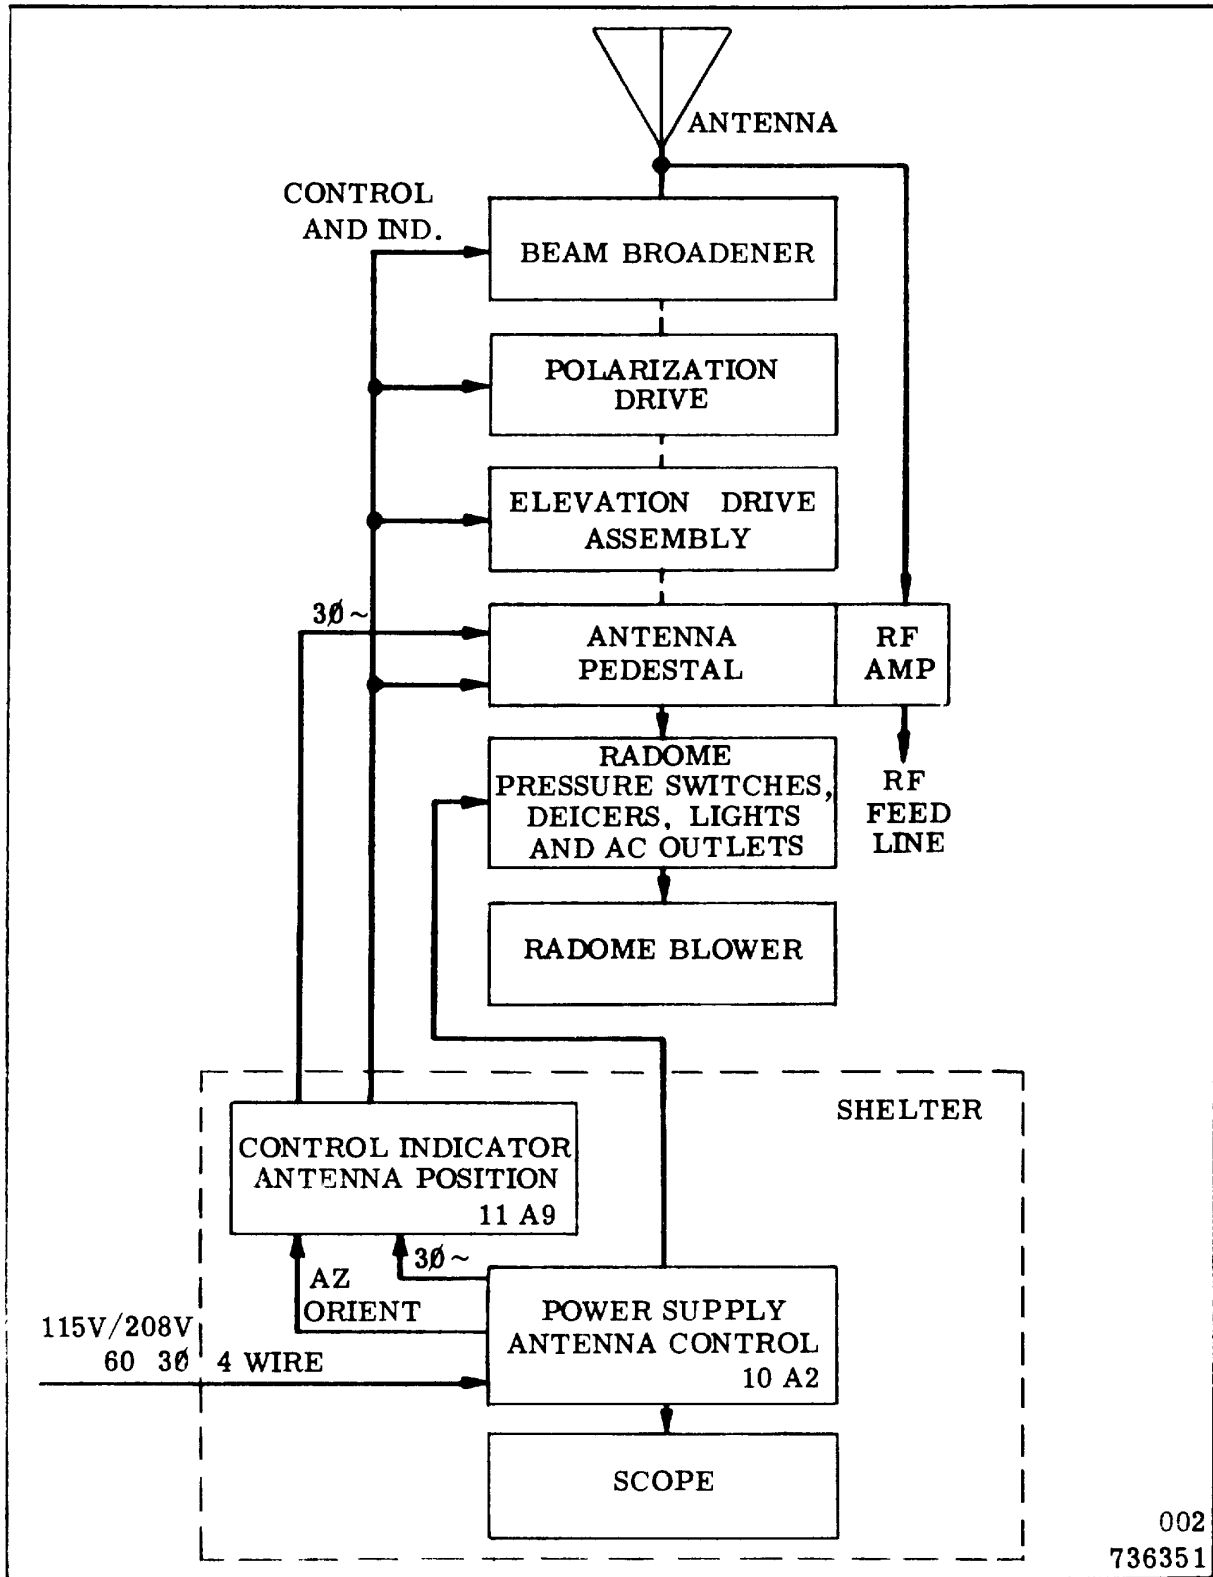 ANTENNA
CONTROL
AND IND.
BEAM BROADENER
POLARIZATION
DRIVE
ELEVATION DRIVE
ASSEMBLY
3Ø~
ANTENNA
PEDESTAL
RF
AMP
RADOME
PRESSURE SWITCHES,
DEICERS, LIGHTS
AND AC OUTLETS
RF
FEED
LINE
RADOME BLOWER
SHELTER
CONTROL INDICATOR
ANTENNA POSITION
11 A9
3Ø~
AZ
ORIENT
POWER SUPPLY
ANTENNA CONTROL
10 A2
115V/208V
60 3Ø 4 WIRE
SCOPE
002
736351